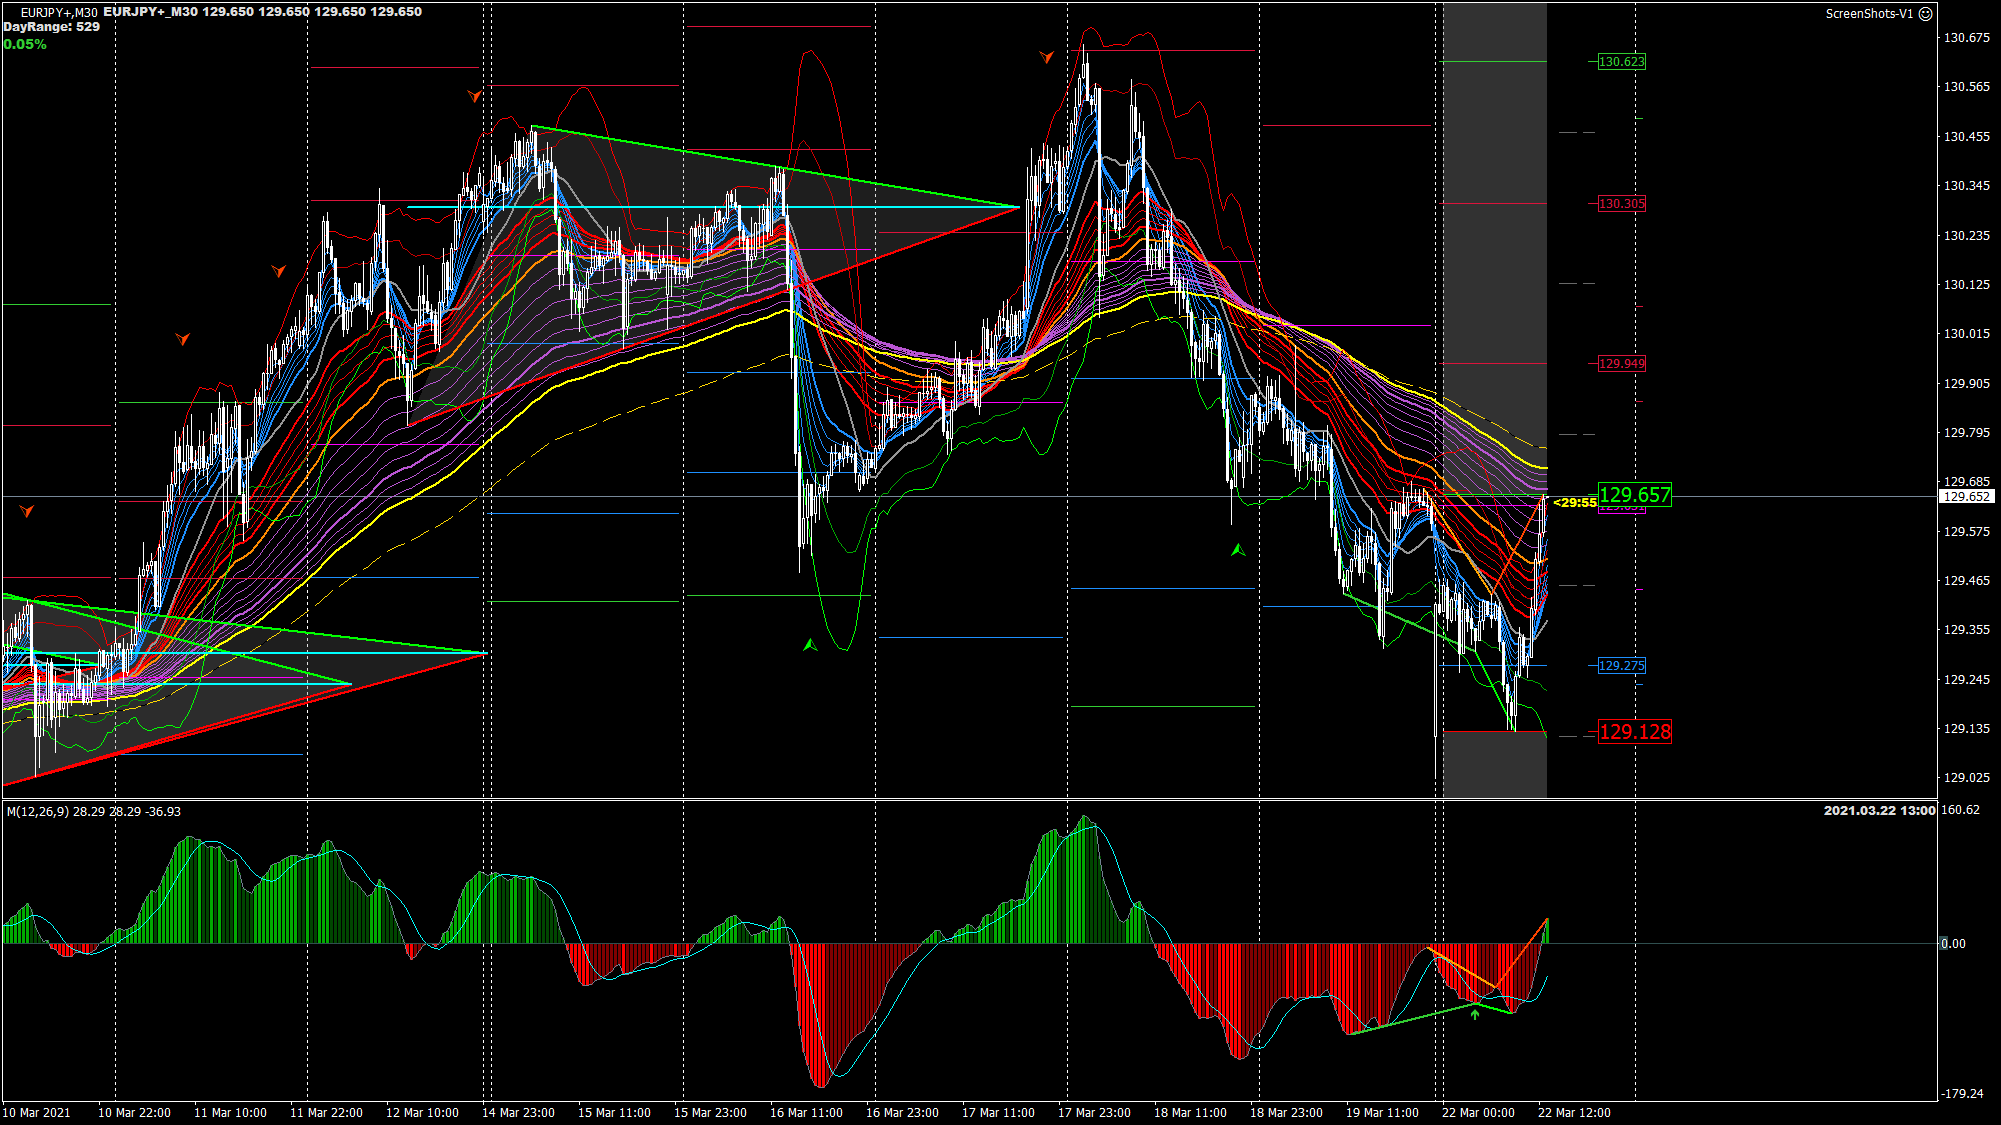 EURJPY+,M30 EURJPY+_M30 129.650 129.650 129.650 129.650
DayRange: 529
0.05%
ScreenShots-V1
130.675
130.623
130.565
130.455
130.345
130.305
130.235
130.125
130.015
129.949
129.905
129.795
129.685
129.657
129.652
<29:55
129.575
129.465
129.355
129.275
129.245
129.128
129.135
129.025
M(12,26,9) 28.29 28.29 -36.93
2021.03.22 13:00
160.62
0.00
-179.24
10 Mar 2021
10 Mar 22:00
11 Mar 10:00
11 Mar 22:00
12 Mar 10:00
14 Mar 23:00
15 Mar 11:00
15 Mar 23:00
16 Mar 11:00
16 Mar 23:00
17 Mar 11:00
17 Mar 23:00
18 Mar 11:00
18 Mar 23:00
19 Mar 11:00
22 Mar 00:00
22 Mar 12:00